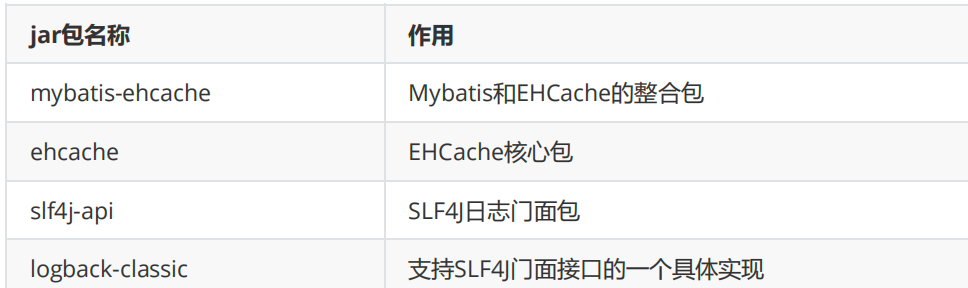 jar包名称 作用
mybatis-ehcache Mybatis和EHCache的整合包
ehcache EHCache核心包
slf4j-api SLF4J日志门面包
logback-classic 支持SLF4J门面接口的一个具体实现